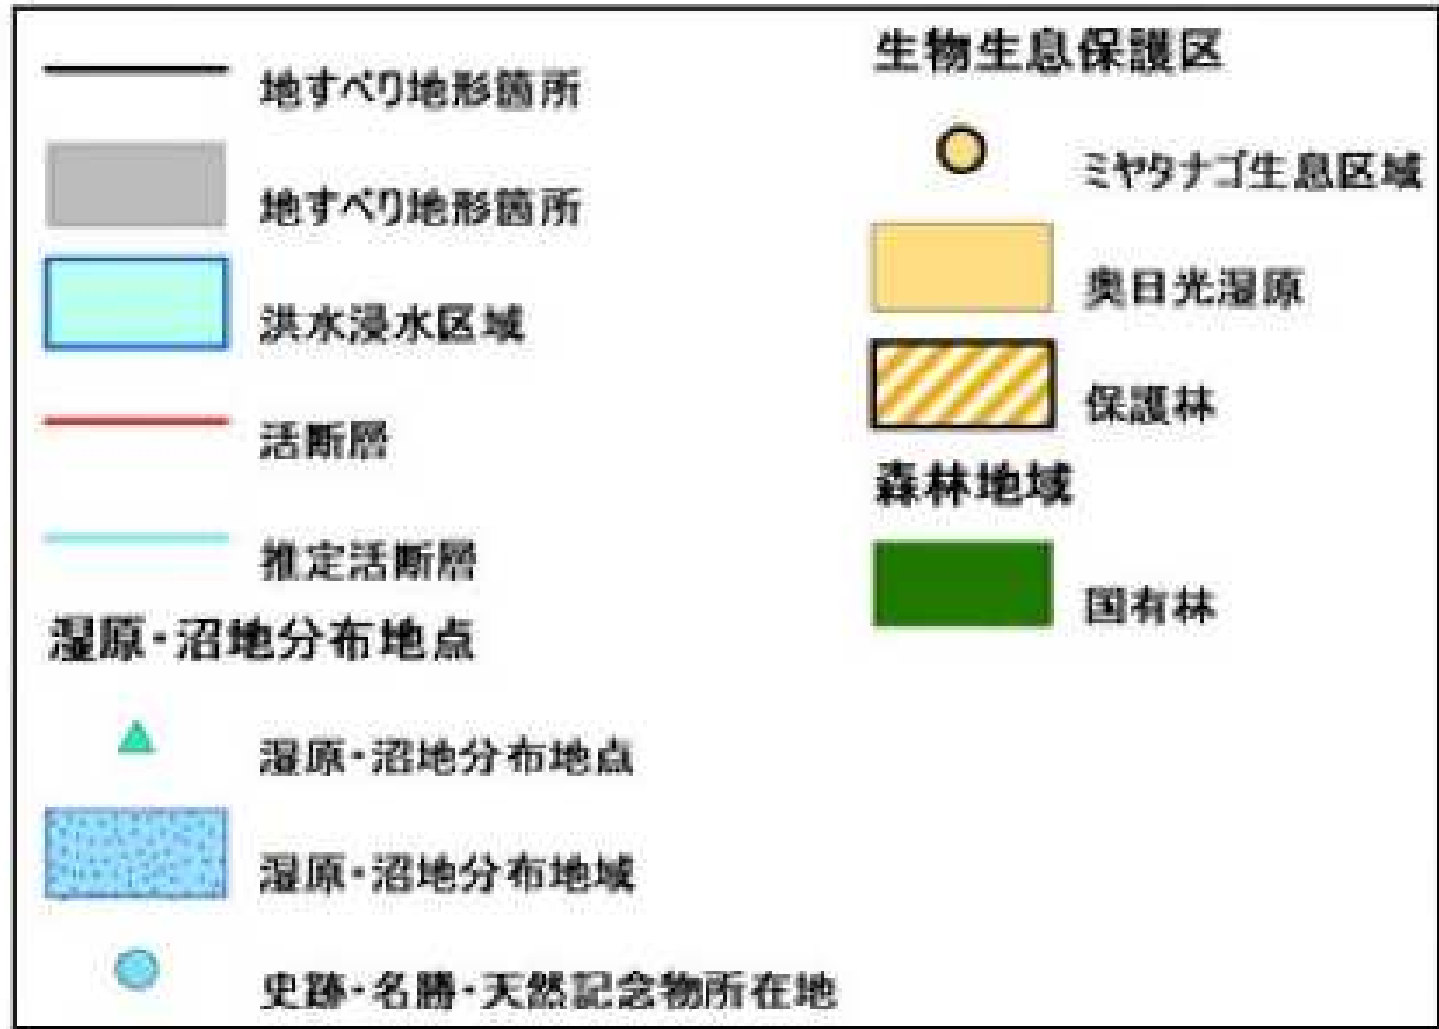 地すべり地形箇所
地すべり地形箇所
洪水浸水区域
活断層
推定活断層
湿原・沼地分布地点
湿原・沼地分布地点
湿原・沼地分布地域
史跡・名勝・天然記念物所在地
生物生息保護区
ミヤタナゴ生息区域
奥日光湿原
保護林
森林地域
国有林